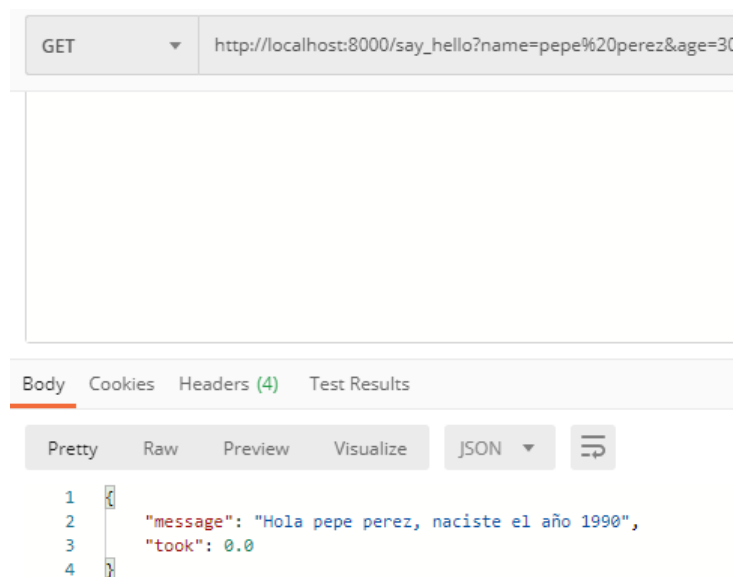 GET http://localhost:8000/say_hello?name=pepe%20perez&age=30
Body Cookies Headers (4) Test Results
Pretty Raw Preview Visualize JSON
1 {
2 "message": "Hola pepe perez, naciste el año 1990",
3 "took": 0.0
4 }